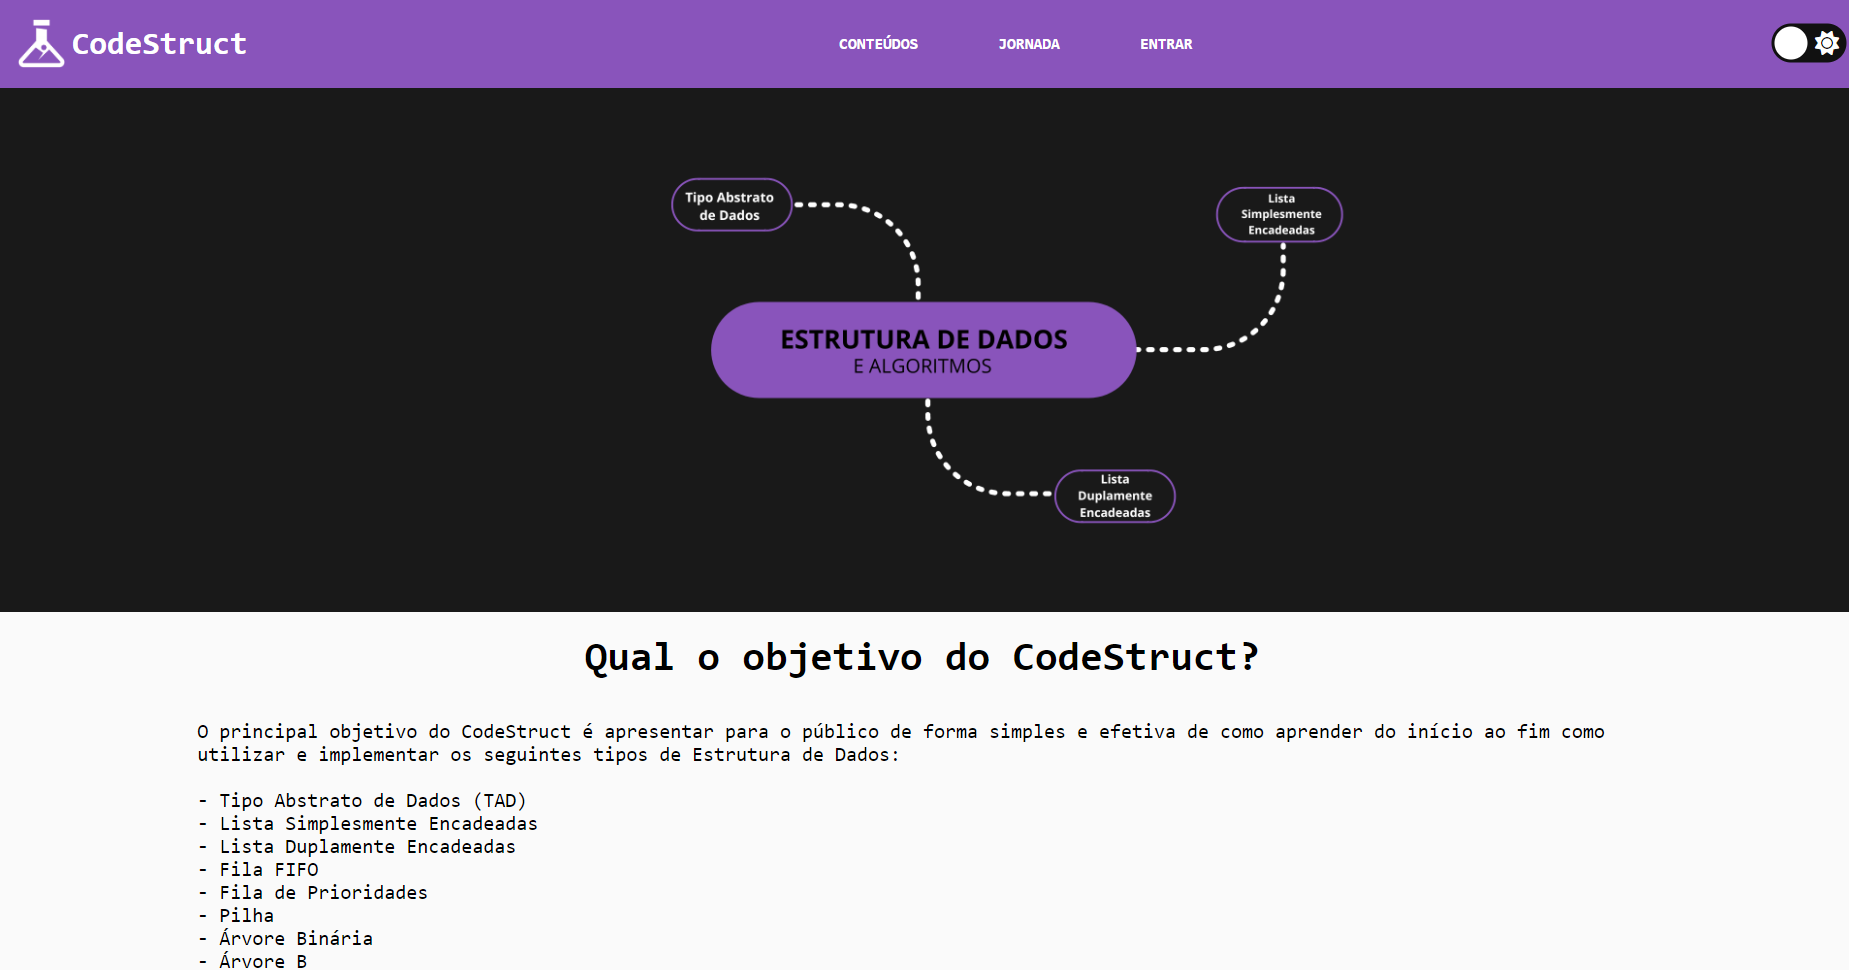 CodeStruct
CONTEÚDOS
JORNADA
ENTRAR
Tipo Abstrato
de Dados
Lista
Simplesmente
Encadeadas
ESTRUTURA DE DADOS
E ALGORITMOS
Lista
Duplamente
Encadeadas
Qual o objetivo do CodeStruct?
O principal objetivo do CodeStruct é apresentar para o público de forma simples e efetiva de como aprender do início ao fim como
utilizar e implementar os seguintes tipos de Estrutura de Dados:
- Tipo Abstrato de Dados (TAD)
- Lista Simplesmente Encadeadas
- Lista Duplamente Encadeadas
- Fila FIFO
- Fila de Prioridades
- Pilha
- Árvore Binária
- Árvore B